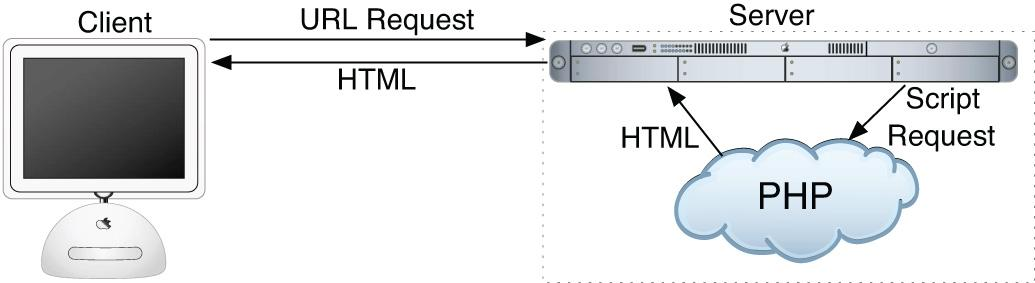 Client
URL Request
HTML
Server
Script
Request
HTML
PHP